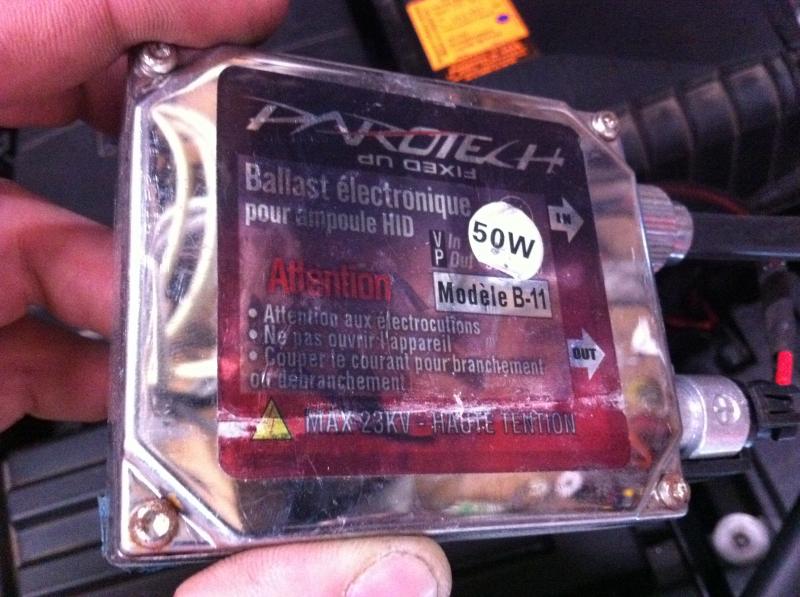 PAROTECH
FIXED UP
Ballast électronique
pour ampoule HID
IN
50W
V In
P Out
Modèle B-11
Attention
• Attention aux électrocutions
• Ne pas ouvrir l'appareil
• Couper le courant pour branchement
ou débranchement
OUT
MAX 23KV - HAUTE TENTION